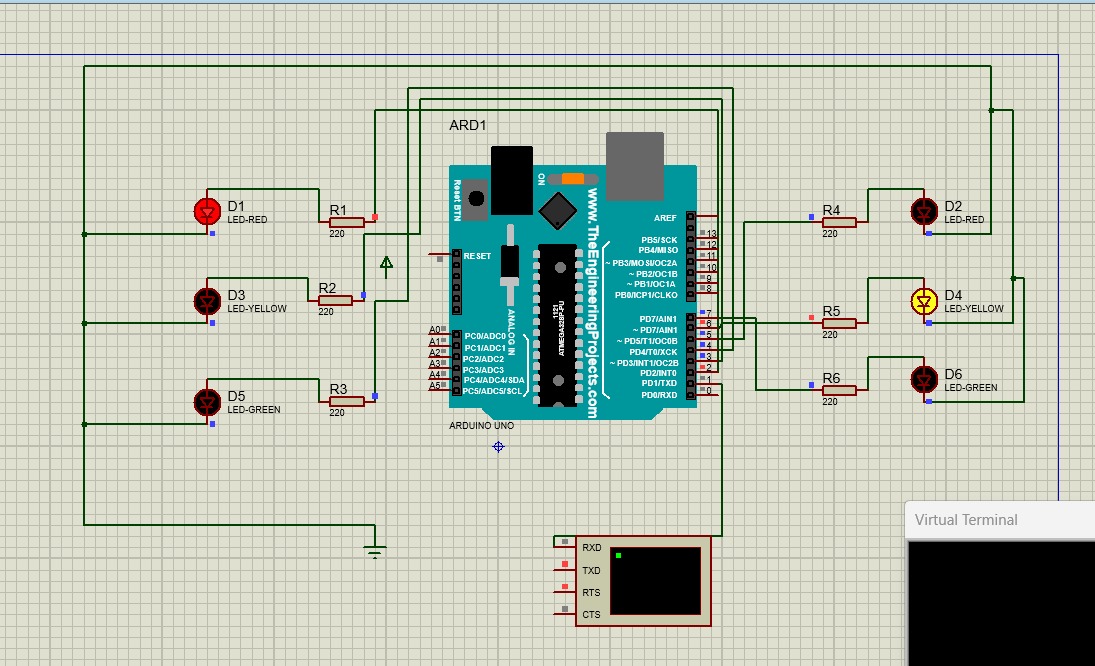 ARD1
D1
LED-RED
R1
220
D3
LED-YELLOW
R2
220
D5
LED-GREEN
R3
220
Reset BTN
ON
www.TheEngineeringProjects.com
RESET
ANALOG IN
1121
ATMEGA328P-PU
A0
A1
A2
A3
A4
A5
PC0/ADC0
PC1/ADC1
PC2/ADC2
PC3/ADC3
PC4/ADC4/SDA
PC5/ADC5/SCL
AREF
PB5/SCK 13
PB4/MISO 12
~ PB3/MOSI/OC2A 11
~ PB2/OC1B 10
~ PB1/OC1A 9
PB0/ICP1/CLKO 8
PD7/AIN1 7
~ PD7/AIN1 6
~ PD5/T1/OC0B 5
PD4/T0/XCK 4
~ PD3/INT1/OC2B 3
PD2/INT0 2
PD1/TXD 1
PD0/RXD 0
ARDUINO UNO
R4
220
D2
LED-RED
R5
220
D4
LED-YELLOW
R6
220
D6
LED-GREEN
RXD
TXD
RTS
CTS
Virtual Terminal